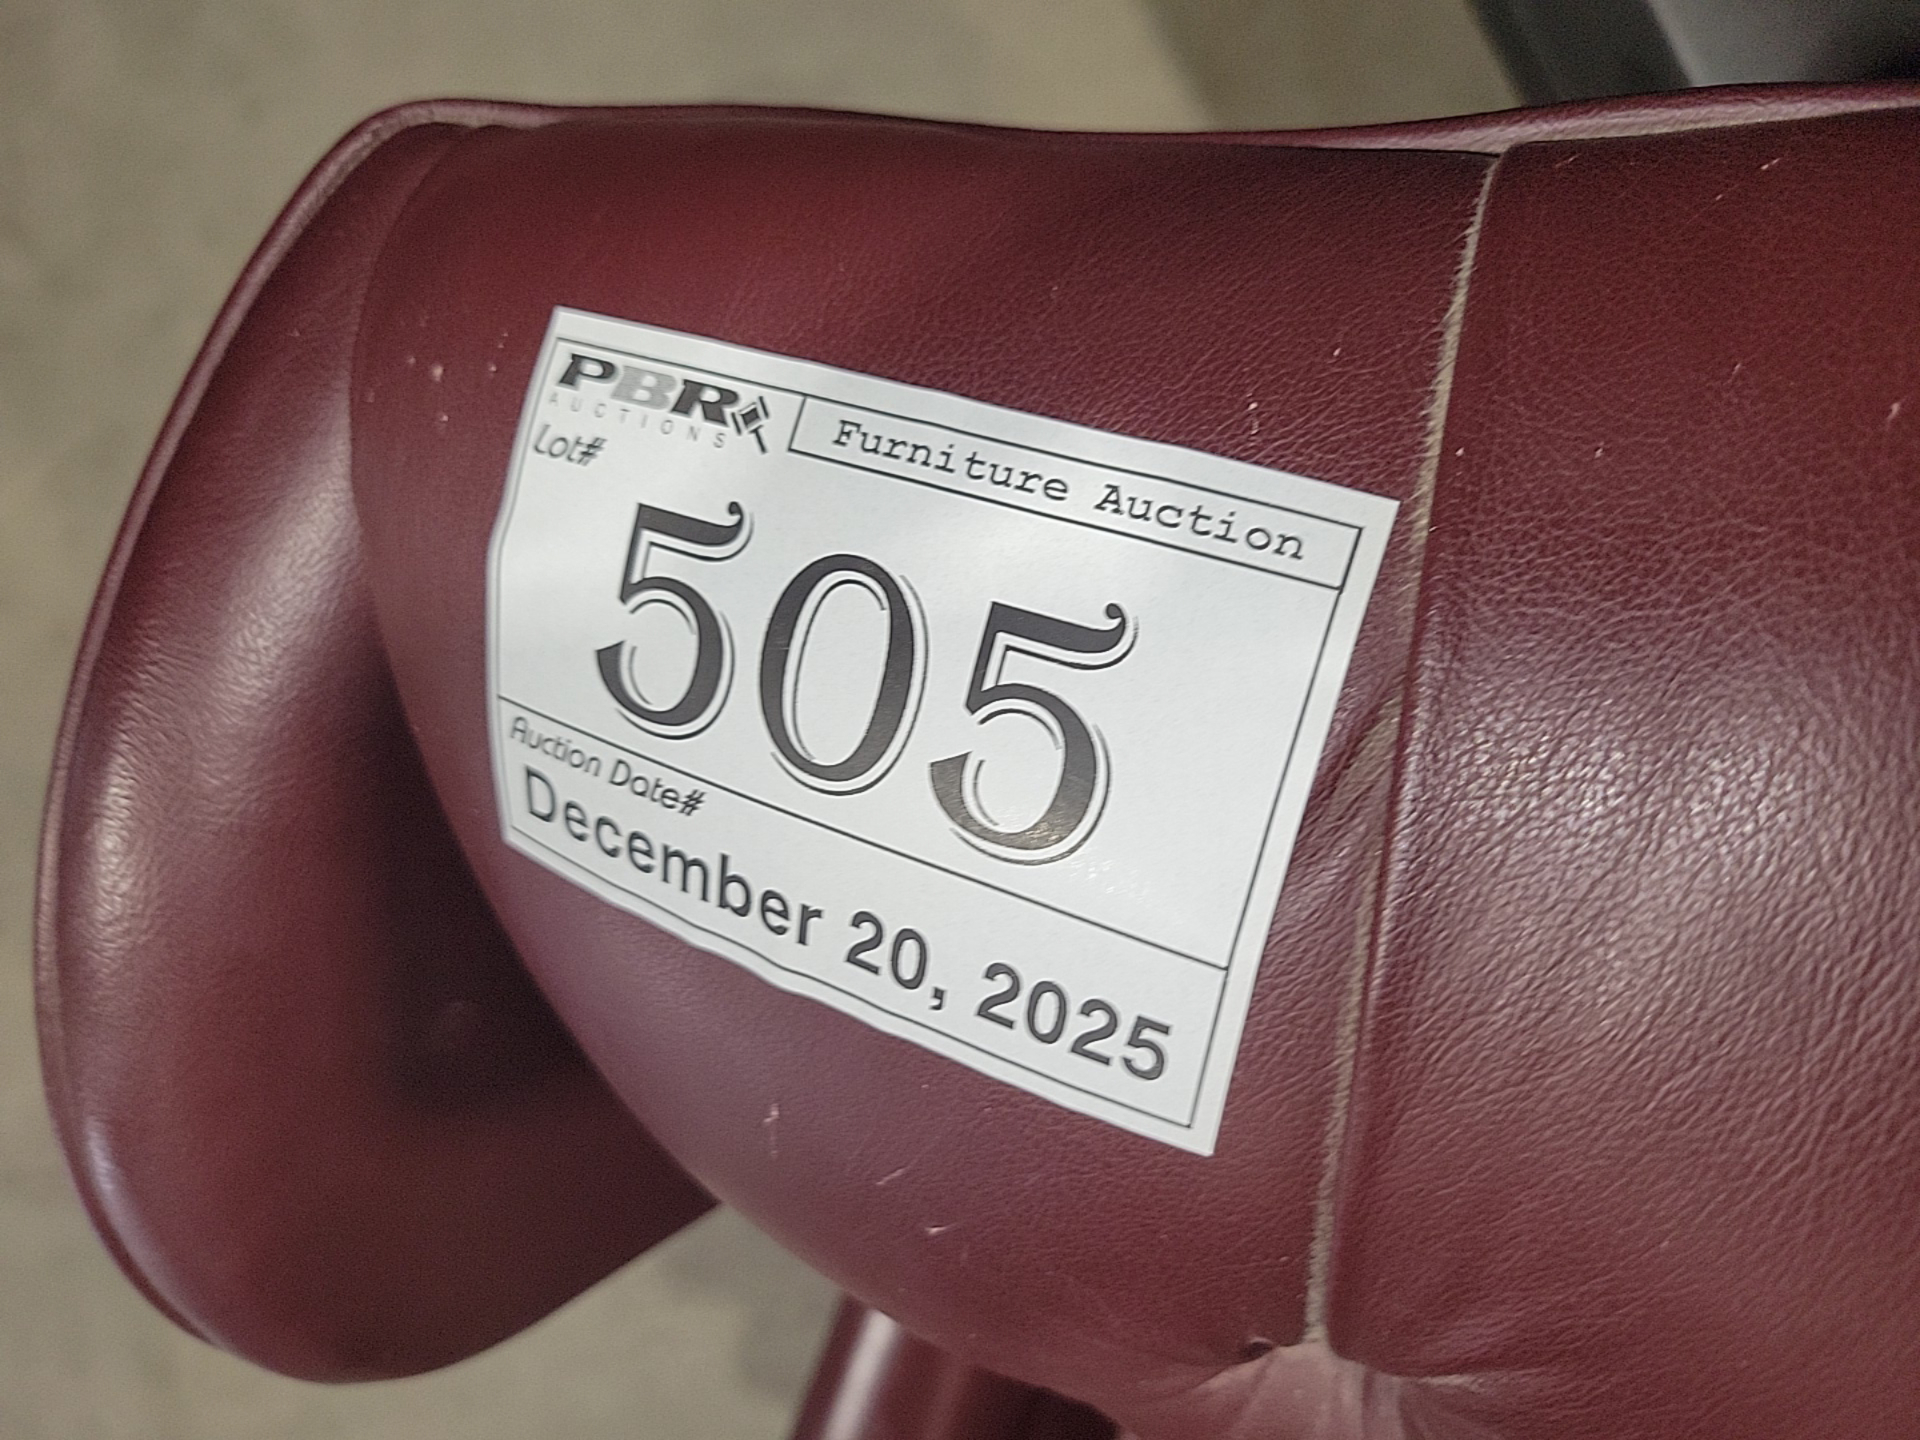 PBR
AUCTIONS
Furniture Auction
Lot#
505
Auction Date#
December 20, 2025